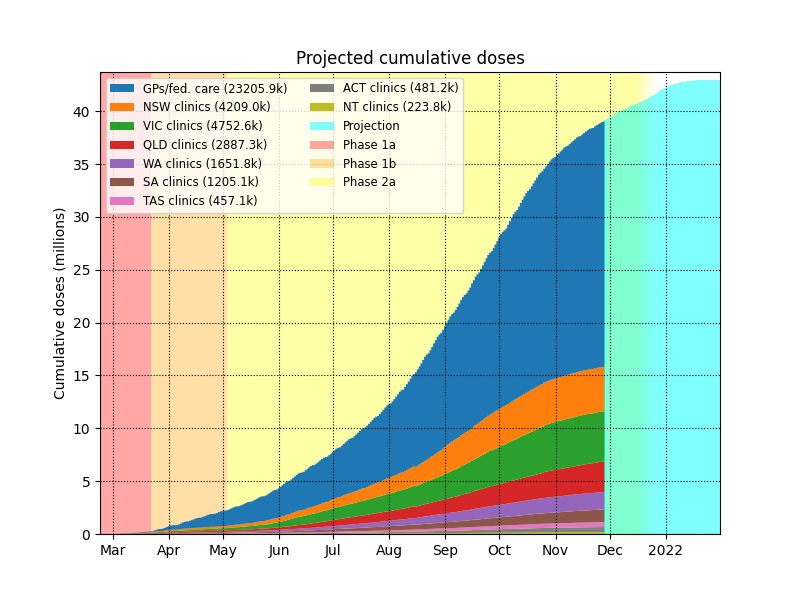 Projected cumulative doses
GPs/fed. care (23205.9k)
NSW clinics (4209.0k)
VIC clinics (4752.6k)
QLD clinics (2887.3k)
WA clinics (1651.8k)
SA clinics (1205.1k)
TAS clinics (457.1k)
ACT clinics (481.2k)
NT clinics (223.8k)
Projection
Phase 1a
Phase 1b
Phase 2a
Cumulative doses (millions)
40
35
30
25
20
15
10
5
0
Mar Apr May Jun Jul Aug Sep Oct Nov Dec 2022